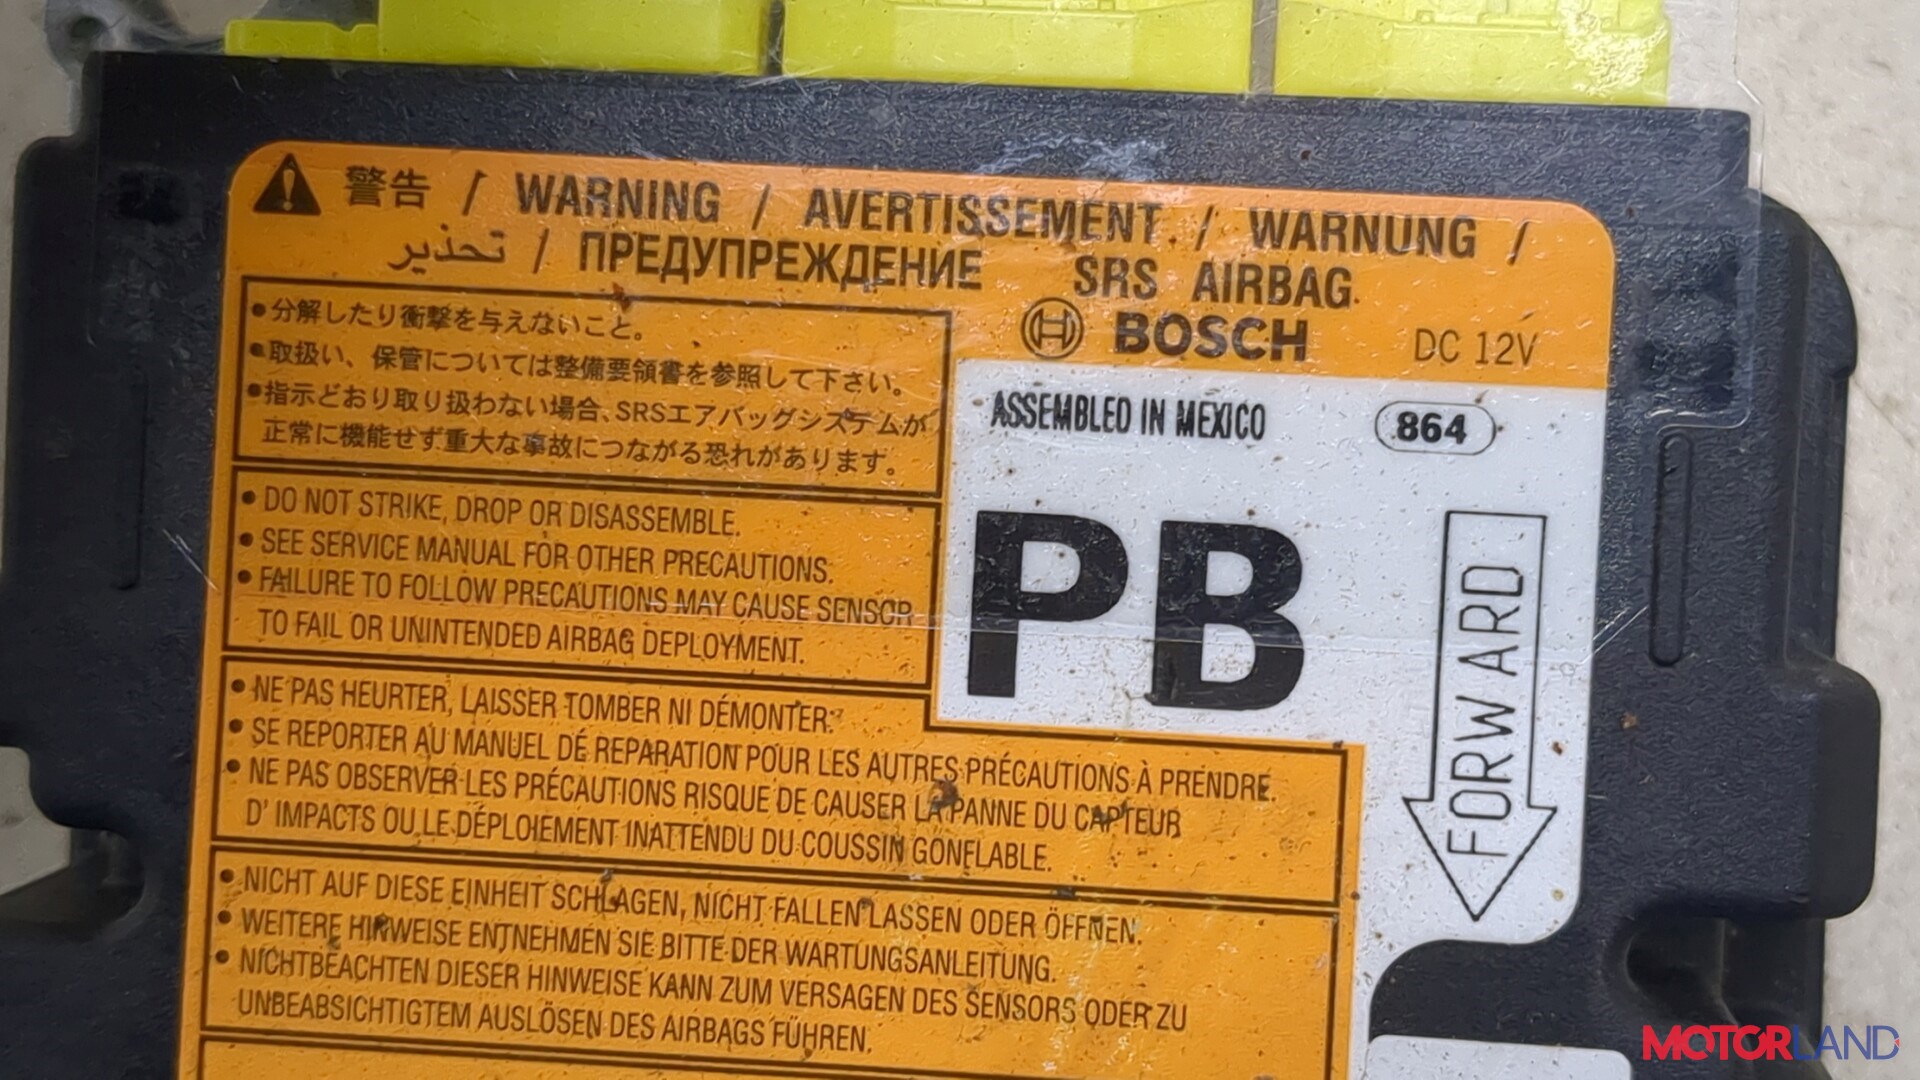 警告 / WARNING / AVERTISSEMENT / WARNUNG /
تحذير / ПРЕДУПРЕЖДЕНИЕ SRS AIRBAG
BOSCH DC 12V
•分解したり衝撃を与えないこと。
•取扱い、保管については整備要領書を参照して下さい。
•指示どおり取り扱わない場合、SRSエアバッグシステムが
正常に機能せず重大な事故につながる恐れがあります。
ASSEMBLED IN MEXICO 864
PB
FORWARD
• DO NOT STRIKE, DROP OR DISASSEMBLE.
• SEE SERVICE MANUAL FOR OTHER PRECAUTIONS.
• FAILURE TO FOLLOW PRECAUTIONS MAY CAUSE SENSOR
TO FAIL OR UNINTENDED AIRBAG DEPLOYMENT.
• NE PAS HEURTER, LAISSER TOMBER NI DÉMONTER.
• SE REPORTER AU MANUEL DE REPARATION POUR LES AUTRES PRÉCAUTIONS À PRENDRE.
• NE PAS OBSERVER LES PRÉCAUTIONS RISQUE DE CAUSER LA PANNE DU CAPTEUR
D' IMPACTS OU LE DÉPLOIEMENT INATTENDU DU COUSSIN GONFLABLE.
• NICHT AUF DIESE EINHEIT SCHLAGEN, NICHT FALLEN LASSEN ODER ÖFFNEN.
• WEITERE HINWEISE ENTNEHMEN SIE BITTE DER WARTUNGSANLEITUNG.
• NICHTBEACHTEN DIESER HINWEISE KANN ZUM VERSAGEN DES SENSORS ODER ZU
UNBEABSICHTIGTEM AUSLÖSEN DES AIRBAGS FÜHREN.
MOTORLAND